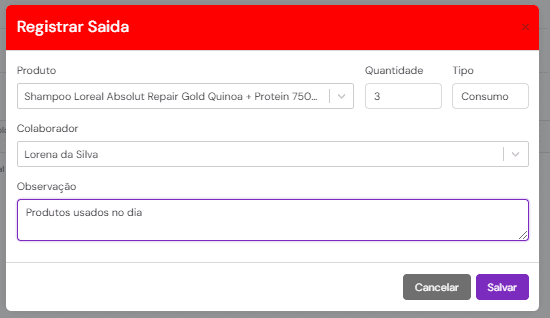 Registrar Saida
×
Produto
Quantidade
Tipo
Shampoo Loreal Absolut Repair Gold Quinoa + Protein 750...
3
Consumo
Colaborador
Lorena da Silva
Observação
Produtos usados no dia
Cancelar
Salvar